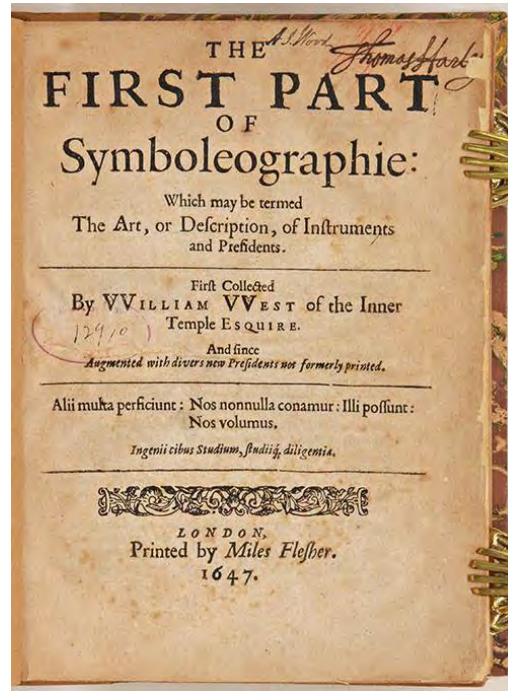 A.S. Wood
Thomas Hart
THE
FIRST PART
OF
Symboleographie:
Which may be termed
The Art, or Deſcription, of Inſtruments
and Preſidents.
Firſt Collected
By VVILLIAM VVEST of the Inner
Temple ESQUIRE.
12910
And ſince
Augmented with divers new Preſidents not formerly printed.
Alii multa perficiunt: Nos nonnulla conamur: Illi poſſunt:
Nos volumus.
Ingenii cibus Studium, ſtudiiq́, diligentia.
LONDON,
Printed by Miles Fleſher.
1647.